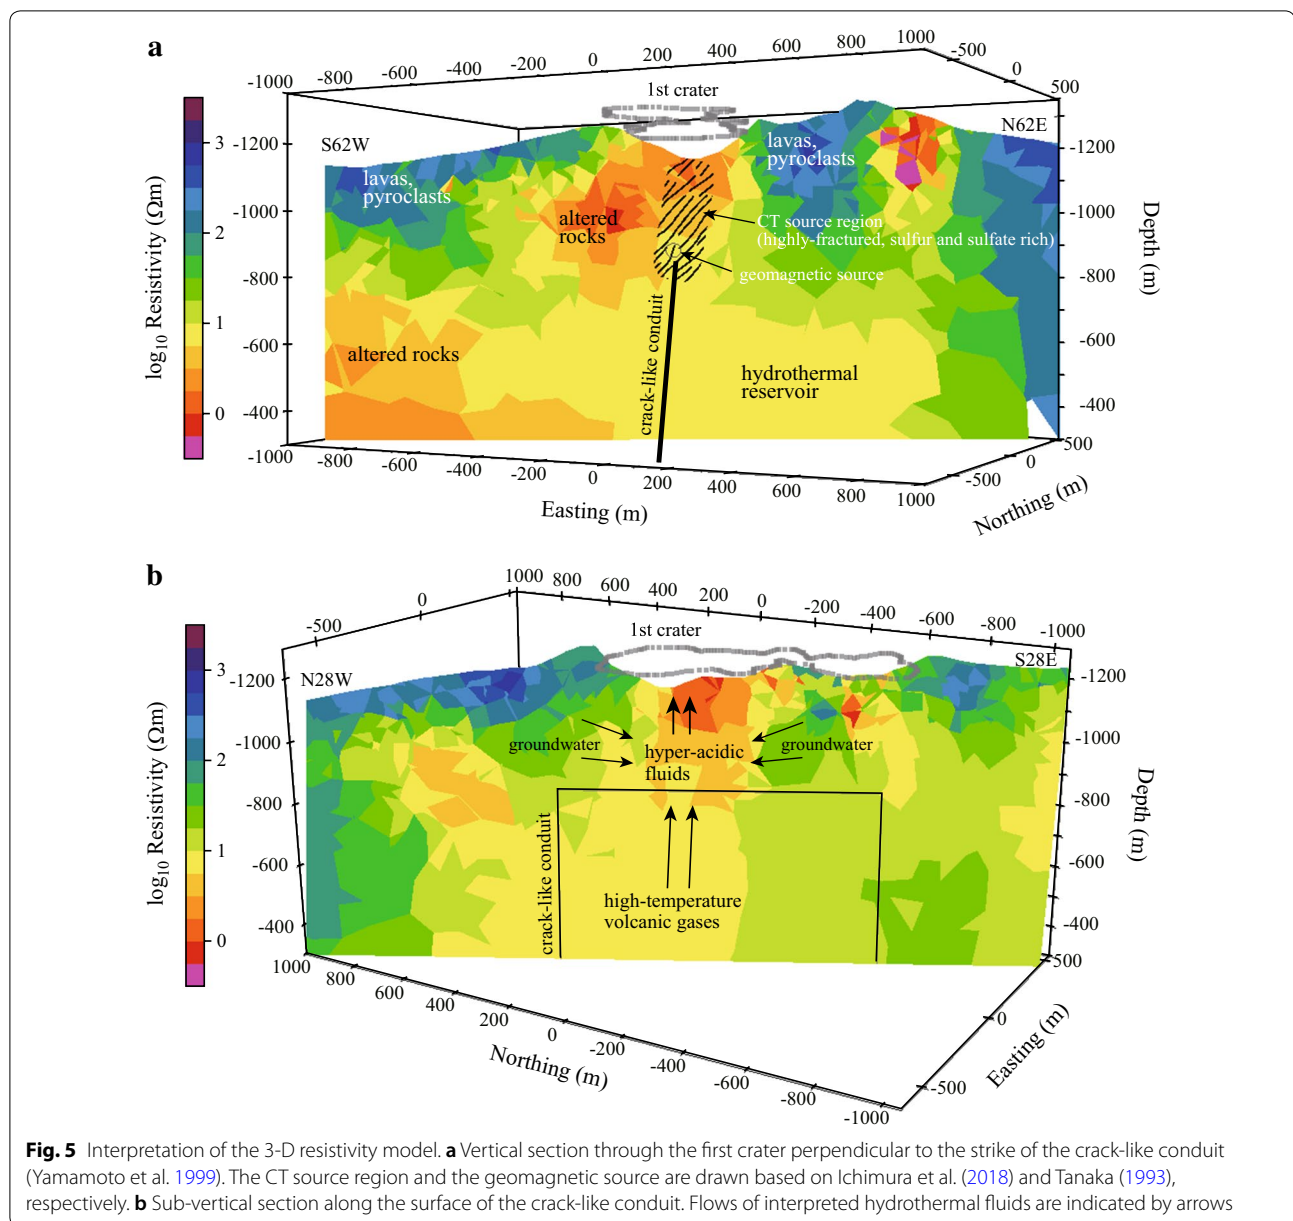 a
-1000 -800 -600 -400 -200 0 200 400 600 800 1000
-500
0
500
1st crater
S62W
N62E
lavas,
pyroclasts
lavas,
pyroclasts
altered
rocks
CT source region
(highly-fractured, sulfur and sulfate rich)
geomagnetic source
crack-like conduit
altered rocks
hydrothermal
reservoir
log10 Resistivity (Ωm)
3
2
1
0
-1200
-1000
-800
-600
-400
-1200
-1000
-800
-600
-400
Depth (m)
-1000 -800 -600 -400 -200 0 200 400 600 800 1000
Easting (m)
-500
0
500
Northing (m)
b
-500
0
1000 800 600 400 200 0 -200 -400 -600 -800 -1000
1st crater
N28W
S28E
groundwater
hyper-acidic
fluids
groundwater
crack-like conduit
high-temperature
volcanic gases
log10 Resistivity (Ωm)
3
2
1
0
-1200
-1000
-800
-600
-400
-1200
-1000
-800
-600
-400
Depth (m)
1000 800 600 400 200 0 -200 -400 -600 -800 -1000
Northing (m)
500
0
-500
Easting (m)
Fig. 5 Interpretation of the 3-D resistivity model. a Vertical section through the first crater perpendicular to the strike of the crack-like conduit
(Yamamoto et al. 1999). The CT source region and the geomagnetic source are drawn based on Ichimura et al. (2018) and Tanaka (1993),
respectively. b Sub-vertical section along the surface of the crack-like conduit. Flows of interpreted hydrothermal fluids are indicated by arrows